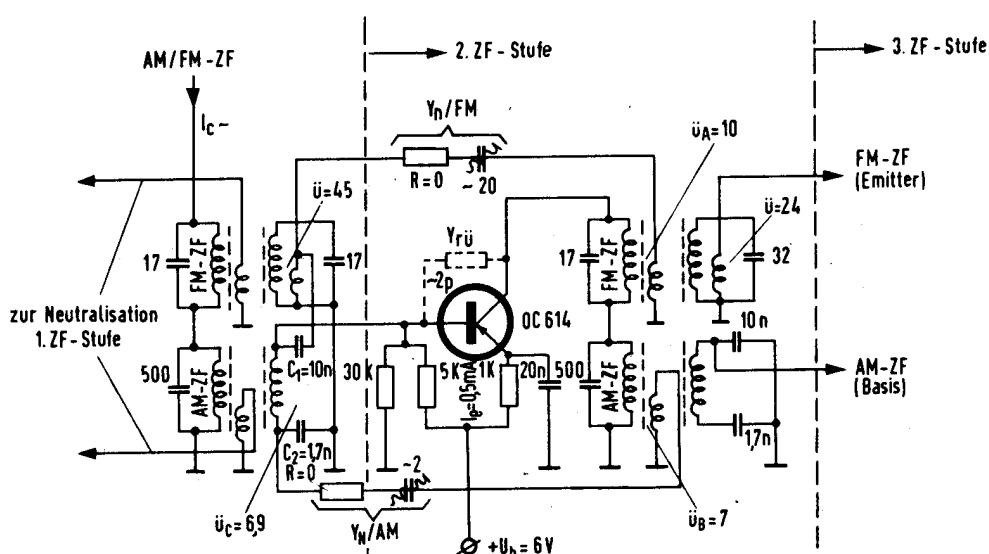 AM/FM-ZF
I_C ~
2. ZF - Stufe
3. ZF - Stufe
Y_n/FM
R=0
~ 20
ü_A = 10
FM-ZF
(Emitter)
ü=45
ü=24
17
FM-ZF
17
Y_rü
~2p
17
FM-ZF
32
zur Neutralisation
1. ZF-Stufe
OC 614
10 n
500
AM-ZF
C_1=10n
30 K
5K
1K
I_e=0,5mA
20n
500
AM-ZF
AM-ZF
(Basis)
C_2=1,7n
R=0
1,7n
~2
ü_C = 6,9
Y_N/AM
ü_B = 7
+U_b = 6V